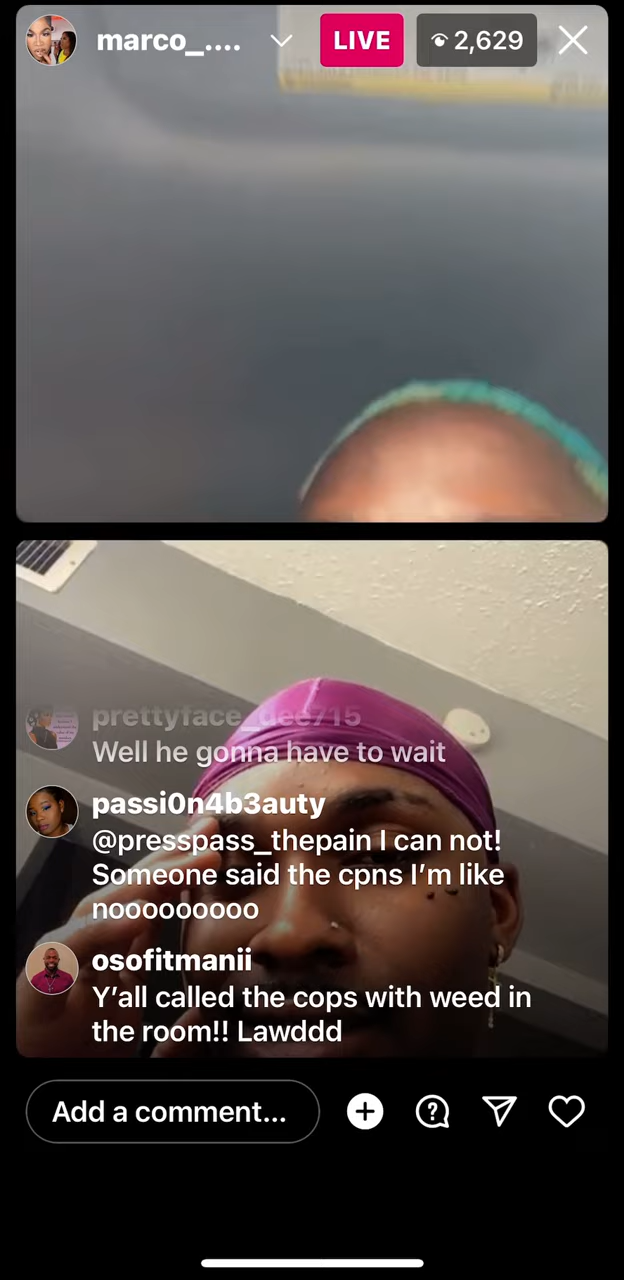 marco_....
LIVE
2,629
prettyface_dee715
Well he gonna have to wait
passi0n4b3auty
@presspass_thepain I can not!
Someone said the cpns I’m like
nooooooooo
osofitmanii
Y’all called the cops with weed in
the room!! Lawddd
Add a comment...